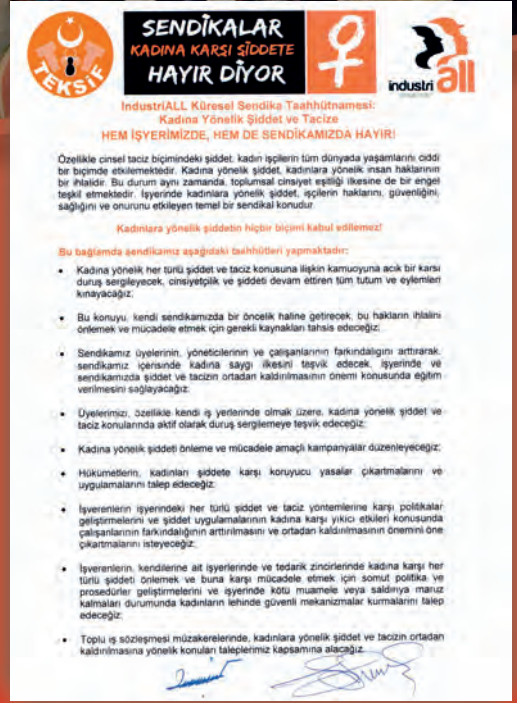 SENDİKALAR
KADINA KARŞI ŞİDDETE
HAYIR DİYOR
TEKSİF
industriall
IndustriALL Küresel Sendika Taahhütnamesi:
Kadına Yönelik Şiddet ve Tacize
HEM İŞYERİMİZDE, HEM DE SENDİKAMIZDA HAYIR!
Özellikle cinsel taciz biçimindeki şiddet, kadın işçilerin tüm dünyada yaşamlarını ciddi
bir biçimde etkilemektedir. Kadına yönelik şiddet, kadınlara yönelik insan haklarının
bir ihlalidir. Bu durum aynı zamanda, toplumsal cinsiyet eşitliği ilkesine de bir engel
teşkil etmektedir. İşyerinde kadınlara yönelik şiddet, işçilerin haklarını, güvenliğini,
sağlığını ve onurunu etkileyen temel bir sendikal konudur.
Kadınlara yönelik şiddetin hiçbir biçimi kabul edilemez!
Bu bağlamda sendikamız aşağıdaki taahhütleri yapmaktadır:
• Kadına yönelik her türlü şiddet ve taciz konusuna ilişkin kamuoyuna açık bir karşı
duruş sergileyecek, cinsiyetçilik ve şiddeti devam ettiren tüm tutum ve eylemleri
kınayacağız;
• Bu konuyu, kendi sendikamızda bir öncelik haline getirecek, bu hakların ihlalini
önlemek ve mücadele etmek için gerekli kaynakları tahsis edeceğiz;
• Sendikamız üyelerinin, yöneticilerinin ve çalışanlarının farkındalığını arttırarak,
sendikamız içerisinde kadına saygı ilkesini teşvik edecek, işyerinde ve
sendikamızda şiddet ve tacizin ortadan kaldırılmasının önemi konusunda eğitim
verilmesini sağlayacağız;
• Üyelerimizi, özellikle kendi iş yerlerinde olmak üzere, kadına yönelik şiddet ve
taciz konularında aktif olarak duruş sergilemeye teşvik edeceğiz;
• Kadına yönelik şiddeti önleme ve mücadele amaçlı kampanyalar düzenleyeceğiz;
• Hükümetlerin, kadınları şiddete karşı koruyucu yasalar çıkartmalarını ve
uygulamalarını talep edeceğiz;
• İşverenlerin işyerindeki her türlü şiddet ve taciz yöntemlerine karşı politikalar
geliştirmelerini ve şiddet uygulamalarının kadına karşı yıkıcı etkileri konusunda
çalışanlarının farkındalığının arttırılmasını ve ortadan kaldırılmasının önemini öne
çıkartmalarını isteyeceğiz;
• İşverenlerin, kendilerine ait işyerlerinde ve tedarik zincirlerinde kadına karşı her
türlü şiddeti önlemek ve buna karşı mücadele etmek için somut politika ve
prosedürler geliştirmelerini ve işyerinde kötü muamele veya saldırıya maruz
kalmaları durumunda kadınların lehinde güvenli mekanizmalar kurmalarını talep
edeceğiz;
• Toplu iş sözleşmesi müzakerelerinde, kadınlara yönelik şiddet ve tacizin ortadan
kaldırılmasına yönelik konuları taleplerimiz kapsamına alacağız.